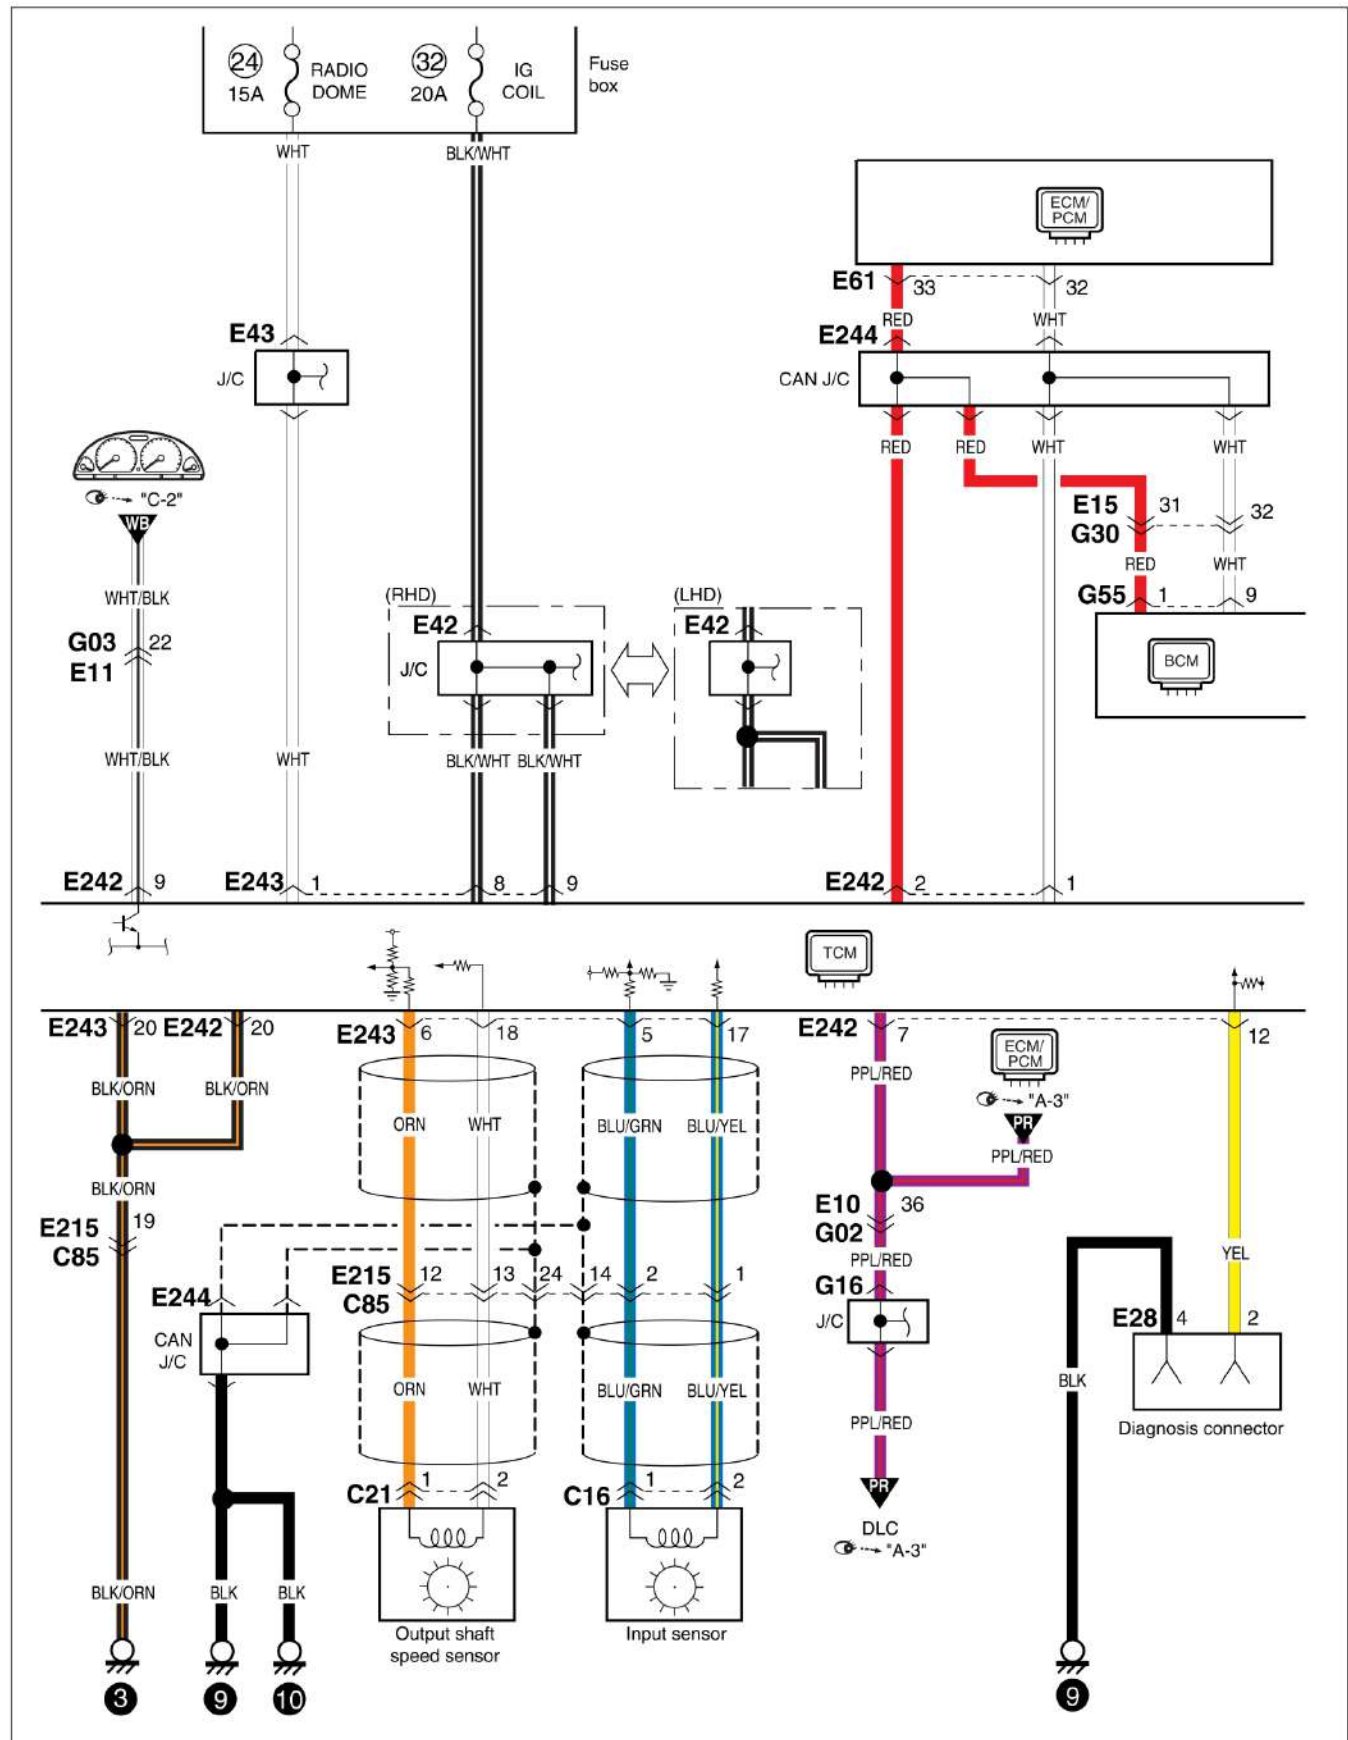 24 RADIO 32 IG Fuse
15A DOME 20A COIL box
WHT BLK/WHT
ECM/
PCM
E61 33 32
RED WHT
E43 E244
J/C CAN J/C
RED RED WHT WHT
"C-2"
WB
E15 31 32
G30
RED WHT
WHT/BLK (RHD) (LHD) G55 1 9
G03 22 E42 E42
E11 J/C BCM
WHT/BLK WHT BLK/WHT BLK/WHT
E242 9 E243 1 8 9 E242 2 1
TCM
E243 20 E242 20 E243 6 18 5 17 E242 7 12
ECM/
PCM
BLK/ORN BLK/ORN PPL/RED
"A-3"
PR
ORN WHT BLU/GRN BLU/YEL
PPL/RED
BLK/ORN
E10 36
G02
E215 19
C85
PPL/RED YEL
E215 12 13 24 14 2 1
C85
G16
E244
CAN
J/C
J/C E28 4 2
ORN WHT BLU/GRN BLU/YEL BLK
PPL/RED Diagnosis connector
C21 1 2 C16 1 2 PR
DLC
"A-3"
BLK/ORN BLK BLK
Output shaft
speed sensor
Input sensor
3 9 10 9